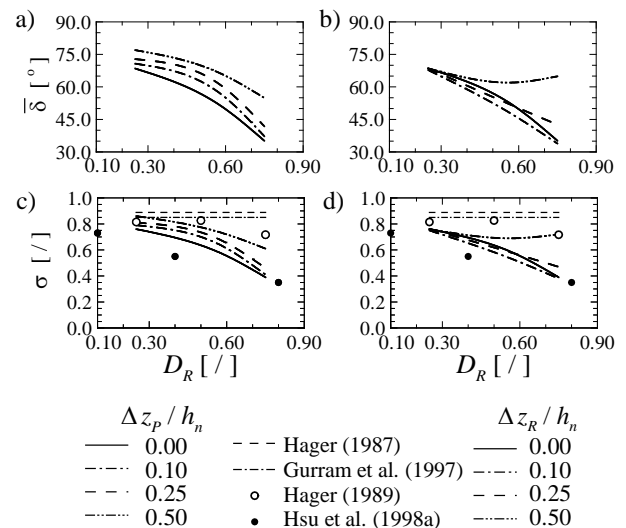 a)
90.0
75.0
60.0
45.0
30.0
δ̅ [ º ]
0.10 0.30 0.60 0.90
b)
90.0
75.0
60.0
45.0
30.0
0.10 0.30 0.60 0.90
c)
1.0
0.8
0.6
0.4
0.2
0.0
σ [ / ]
0.10 0.30 0.60 0.90
D_R [ / ]
d)
1.0
0.8
0.6
0.4
0.2
0.0
0.10 0.30 0.60 0.90
D_R [ / ]
Δz_P / h_n
0.00
0.10
0.25
0.50
Hager (1987)
Gurram et al. (1997)
Hager (1989)
Hsu et al. (1998a)
Δz_R / h_n
0.00
0.10
0.25
0.50